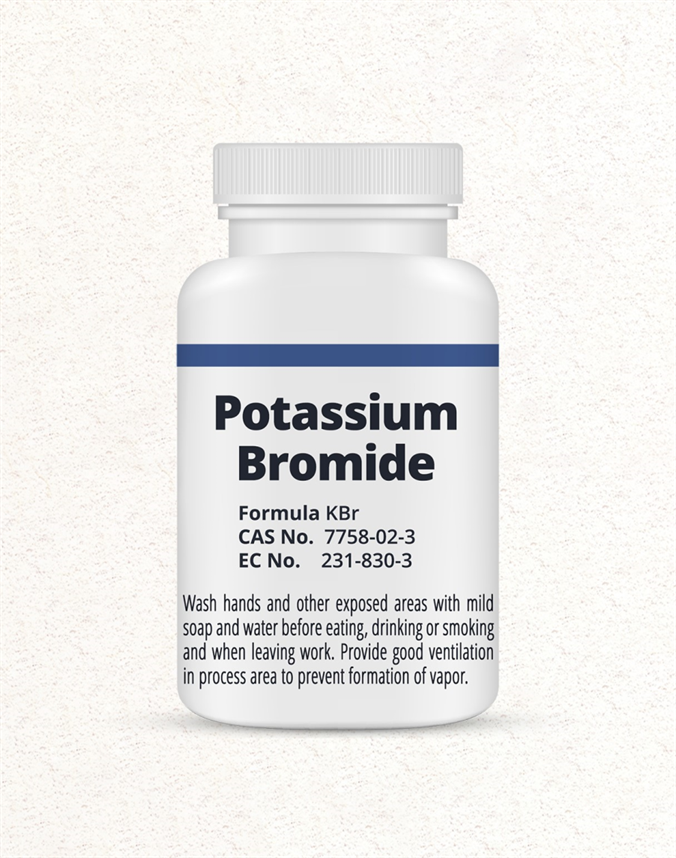 Potassium
Bromide
Formula KBr
CAS No. 7758-02-3
EC No. 231-830-3
Wash hands and other exposed areas with mild
soap and water before eating, drinking or smoking
and when leaving work. Provide good ventilation
in process area to prevent formation of vapor.